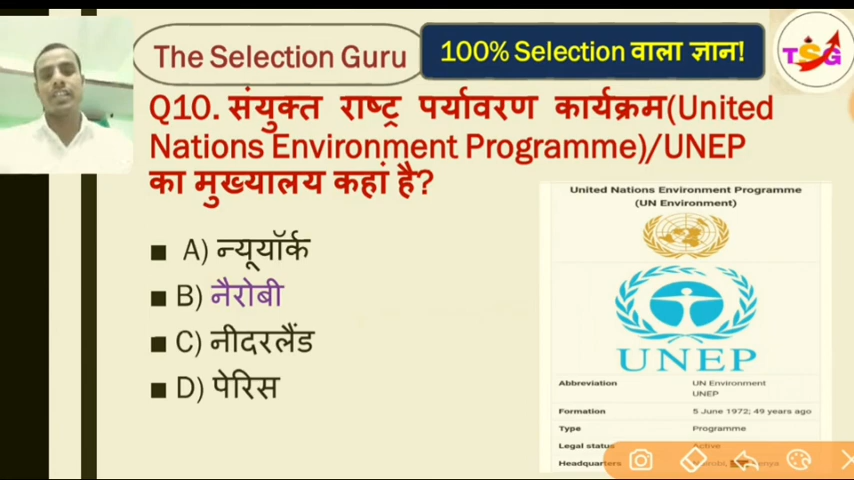 The Selection Guru
100% Selection वाला ज्ञान!
TSG
Q10. संयुक्त राष्ट्र पर्यावरण कार्यक्रम(United
Nations Environment Programme)/UNEP
का मुख्यालय कहां है?
A) न्यूयॉर्क
B) नैरोबी
C) नीदरलैंड
D) पेरिस
United Nations Environment Programme
(UN Environment)
UNEP
Abbreviation UN Environment
UNEP
Formation 5 June 1972; 49 years ago
Type Programme
Legal status Active
Headquarters